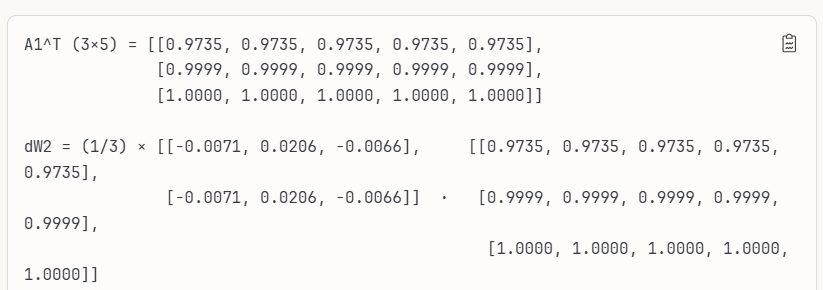 A1^T (3×5) = [[0.9735, 0.9735, 0.9735, 0.9735, 0.9735],
[0.9999, 0.9999, 0.9999, 0.9999, 0.9999],
[1.0000, 1.0000, 1.0000, 1.0000, 1.0000]]
dW2 = (1/3) × [[-0.0071, 0.0206, -0.0066],     [[0.9735, 0.9735, 0.9735, 0.9735,
0.9735],
[-0.0071, 0.0206, -0.0066]]  ·   [0.9999, 0.9999, 0.9999, 0.9999,
0.9999],
[1.0000, 1.0000, 1.0000, 1.0000,
1.0000]]